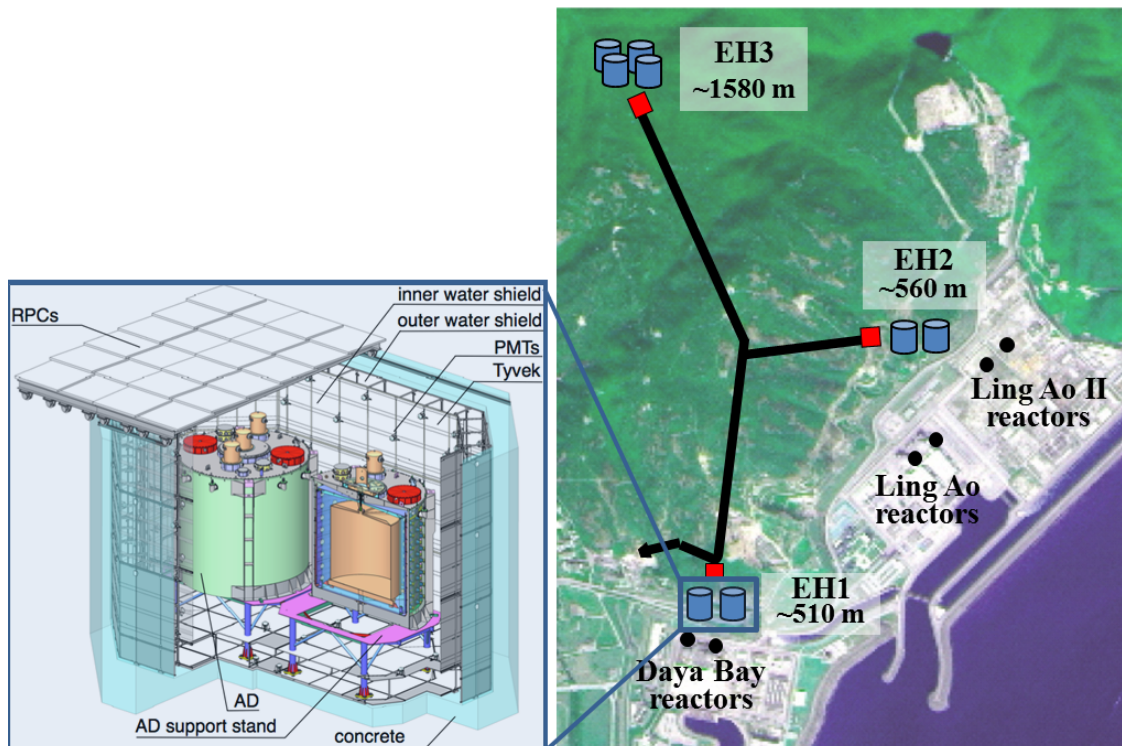 EH3
~1580 m
EH2
~560 m
Ling Ao II
reactors
Ling Ao
reactors
EH1
~510 m
Daya Bay
reactors
RPCs
inner water shield
outer water shield
PMTs
Tyvek
AD
AD support stand
concrete